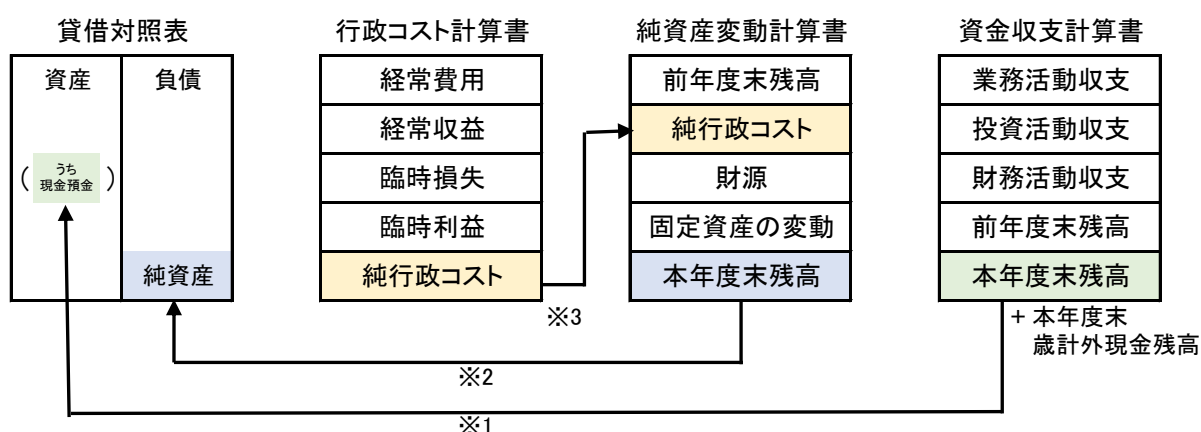 貸借対照表
資産
負債
(うち
現金預金)
純資産
行政コスト計算書
経常費用
経常収益
臨時損失
臨時利益
純行政コスト
純資産変動計算書
前年度末残高
純行政コスト
財源
固定資産の変動
本年度末残高
資金収支計算書
業務活動収支
投資活動収支
財務活動収支
前年度末残高
本年度末残高
+ 本年度末
歳計外現金残高
※3
※2
※1